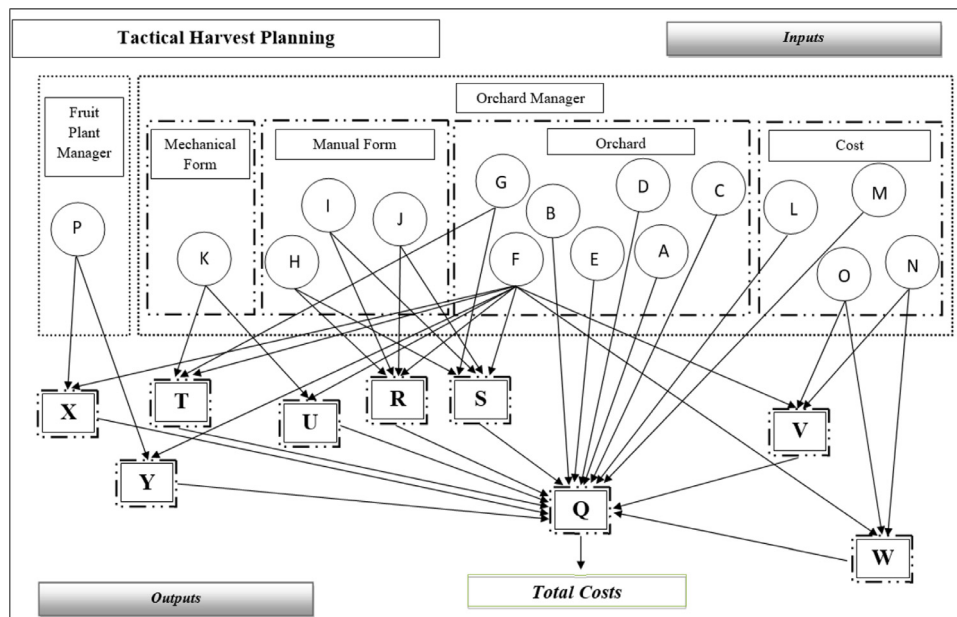 Tactical Harvest Planning
Inputs
Orchard Manager
Fruit
Plant
Manager
Mechanical
Form
Manual Form
Orchard
Cost
G
D
C
M
I
J
B
L
P
K
H
F
E
A
O
N
X
T
U
R
S
V
Y
Q
W
Total Costs
Outputs